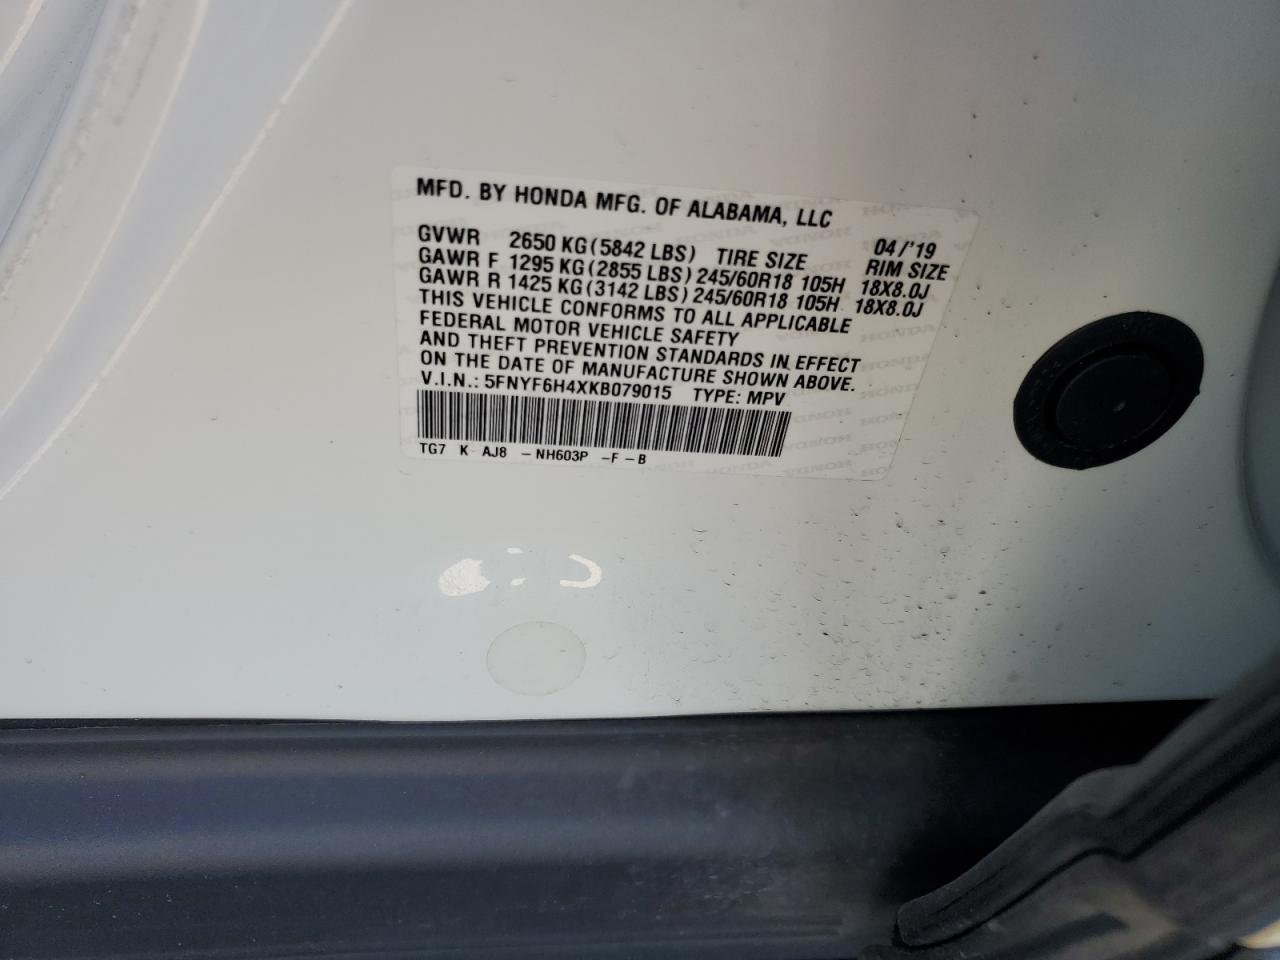 MFD. BY HONDA MFG. OF ALABAMA, LLC
GVWR 2650 KG (5842 LBS) TIRE SIZE 04/'19 RIM SIZE
GAWR F 1295 KG (2855 LBS) 245/60R18 105H 18X8.0J
GAWR R 1425 KG (3142 LBS) 245/60R18 105H 18X8.0J
THIS VEHICLE CONFORMS TO ALL APPLICABLE
FEDERAL MOTOR VEHICLE SAFETY
AND THEFT PREVENTION STANDARDS IN EFFECT
ON THE DATE OF MANUFACTURE SHOWN ABOVE.
V.I.N.: 5FNYF6H4XKB079015 TYPE: MPV
TG7 K AJ8 - NH603P - F - B